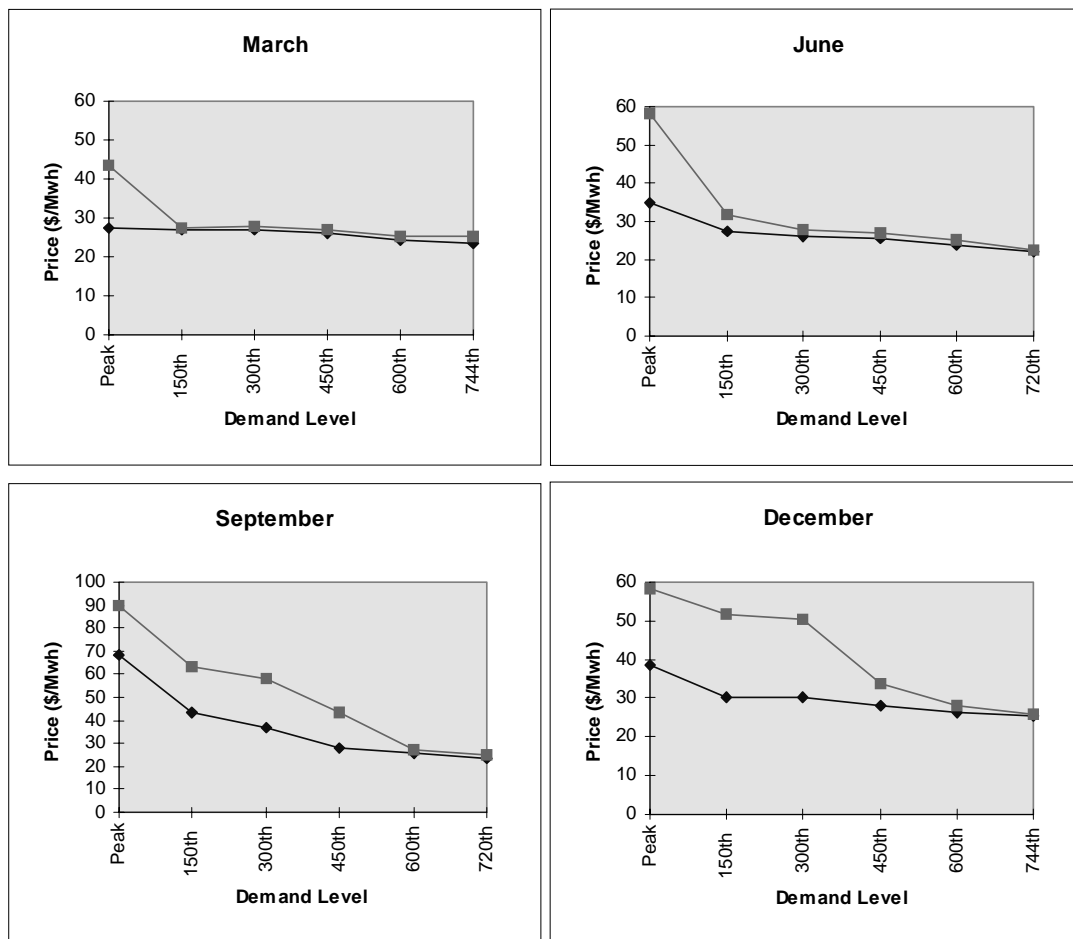 March
60
50
40
30
20
10
0
Price ($/Mwh)
Peak
150th
300th
450th
600th
744th
Demand Level
June
60
50
40
30
20
10
0
Price ($/Mwh)
Peak
150th
300th
450th
600th
720th
Demand Level
September
100
90
80
70
60
50
40
30
20
10
0
Price ($/Mwh)
Peak
150th
300th
450th
600th
720th
Demand Level
December
60
50
40
30
20
10
0
Price ($/Mwh)
Peak
150th
300th
450th
600th
744th
Demand Level